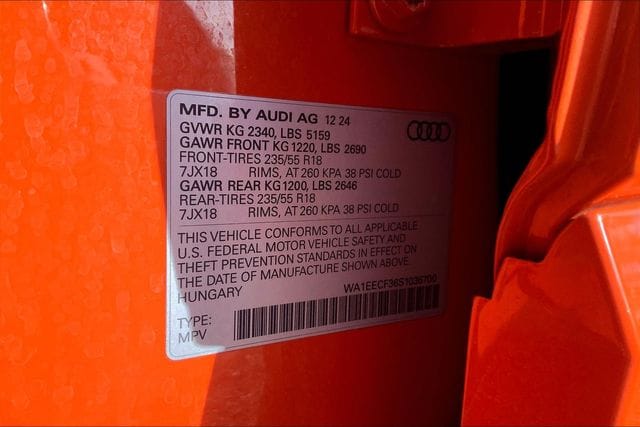 MFD. BY AUDI AG 12 24
GVWR KG 2340, LBS 5159
GAWR FRONT KG 1220, LBS 2690
FRONT-TIRES 235/55 R18
7JX18 RIMS, AT 260 KPA 38 PSI COLD
GAWR REAR KG 1200, LBS 2646
REAR-TIRES 235/55 R18
7JX18 RIMS, AT 260 KPA 38 PSI COLD
THIS VEHICLE CONFORMS TO ALL APPLICABLE
U.S. FEDERAL MOTOR VEHICLE SAFETY AND
THEFT PREVENTION STANDARDS IN EFFECT ON
THE DATE OF MANUFACTURE SHOWN ABOVE.
HUNGARY WA1EECF36S1036700
TYPE:
MPV